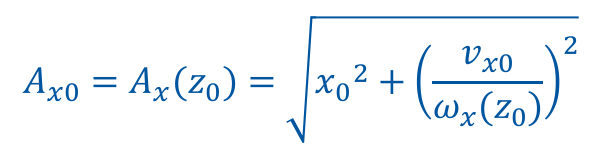 A_{x0} = A_x(z_0) = \sqrt{x_0^2 + \left(\frac{v_{x0}}{\omega_x(z_0)}\right)^2}